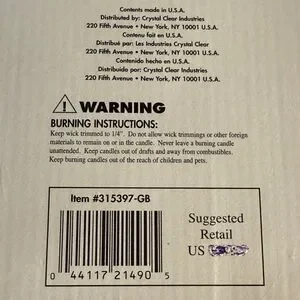 Contents made in U.S.A.
Distributed by: Crystal Clear Industries
220 Fifth Avenue • New York, NY 10001 U.S.A.
Contenu fait en U.S.A.
Distribué par: Les Industries Crystal Clear
220 Fifth Avenue • New York, NY 10001 U.S.A.
Contenido hecho en U.S.A.
Distribuido por: Crystal Clear Industries
220 Fifth Avenue • New York, NY 10001 U.S.A.
WARNING
BURNING INSTRUCTIONS:
Keep wick trimmed to 1/4". Do not allow wick trimmings or other foreign
materials to remain on or in the candle. Never leave a burning candle
unattended. Keep candles out of drafts and away from combustibles.
Keep burning candles out of the reach of children and pets.
Item #315397-GB
0 44117 21490 5
Suggested
Retail
US